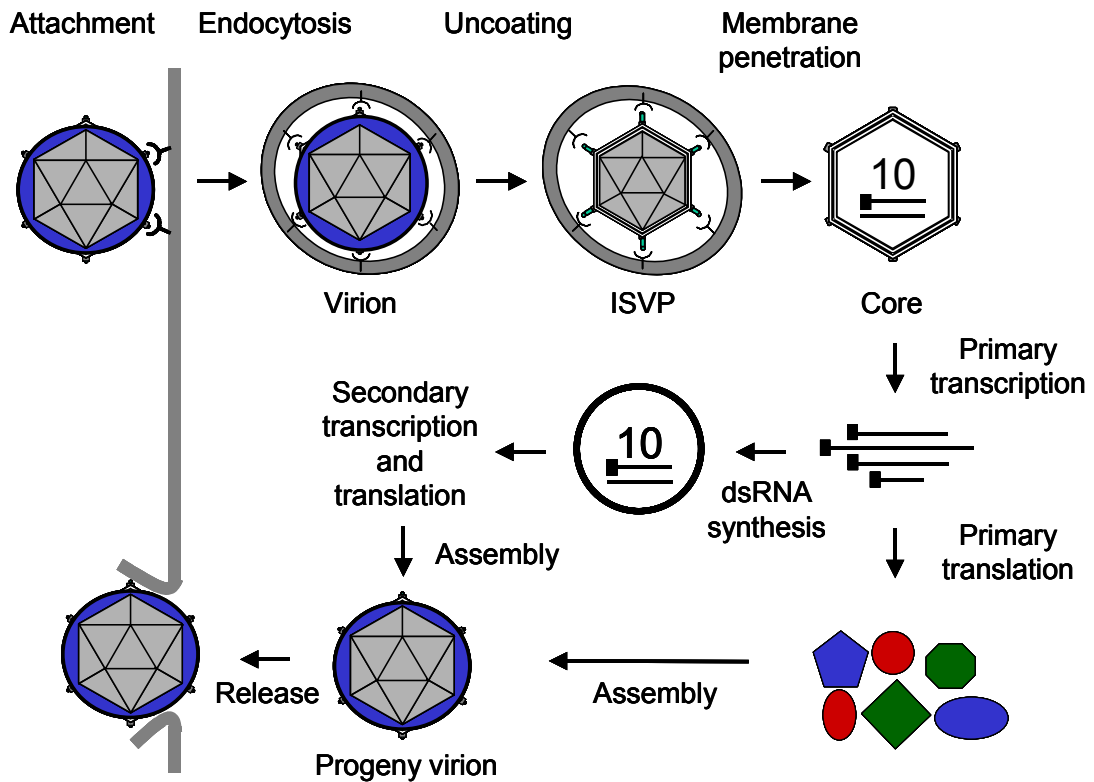 Attachment
Endocytosis
Uncoating
Membrane
penetration
10
Virion
ISVP
Core
Primary
transcription
Secondary
transcription
and
translation
10
dsRNA
synthesis
Primary
translation
Assembly
Release
Assembly
Progeny virion